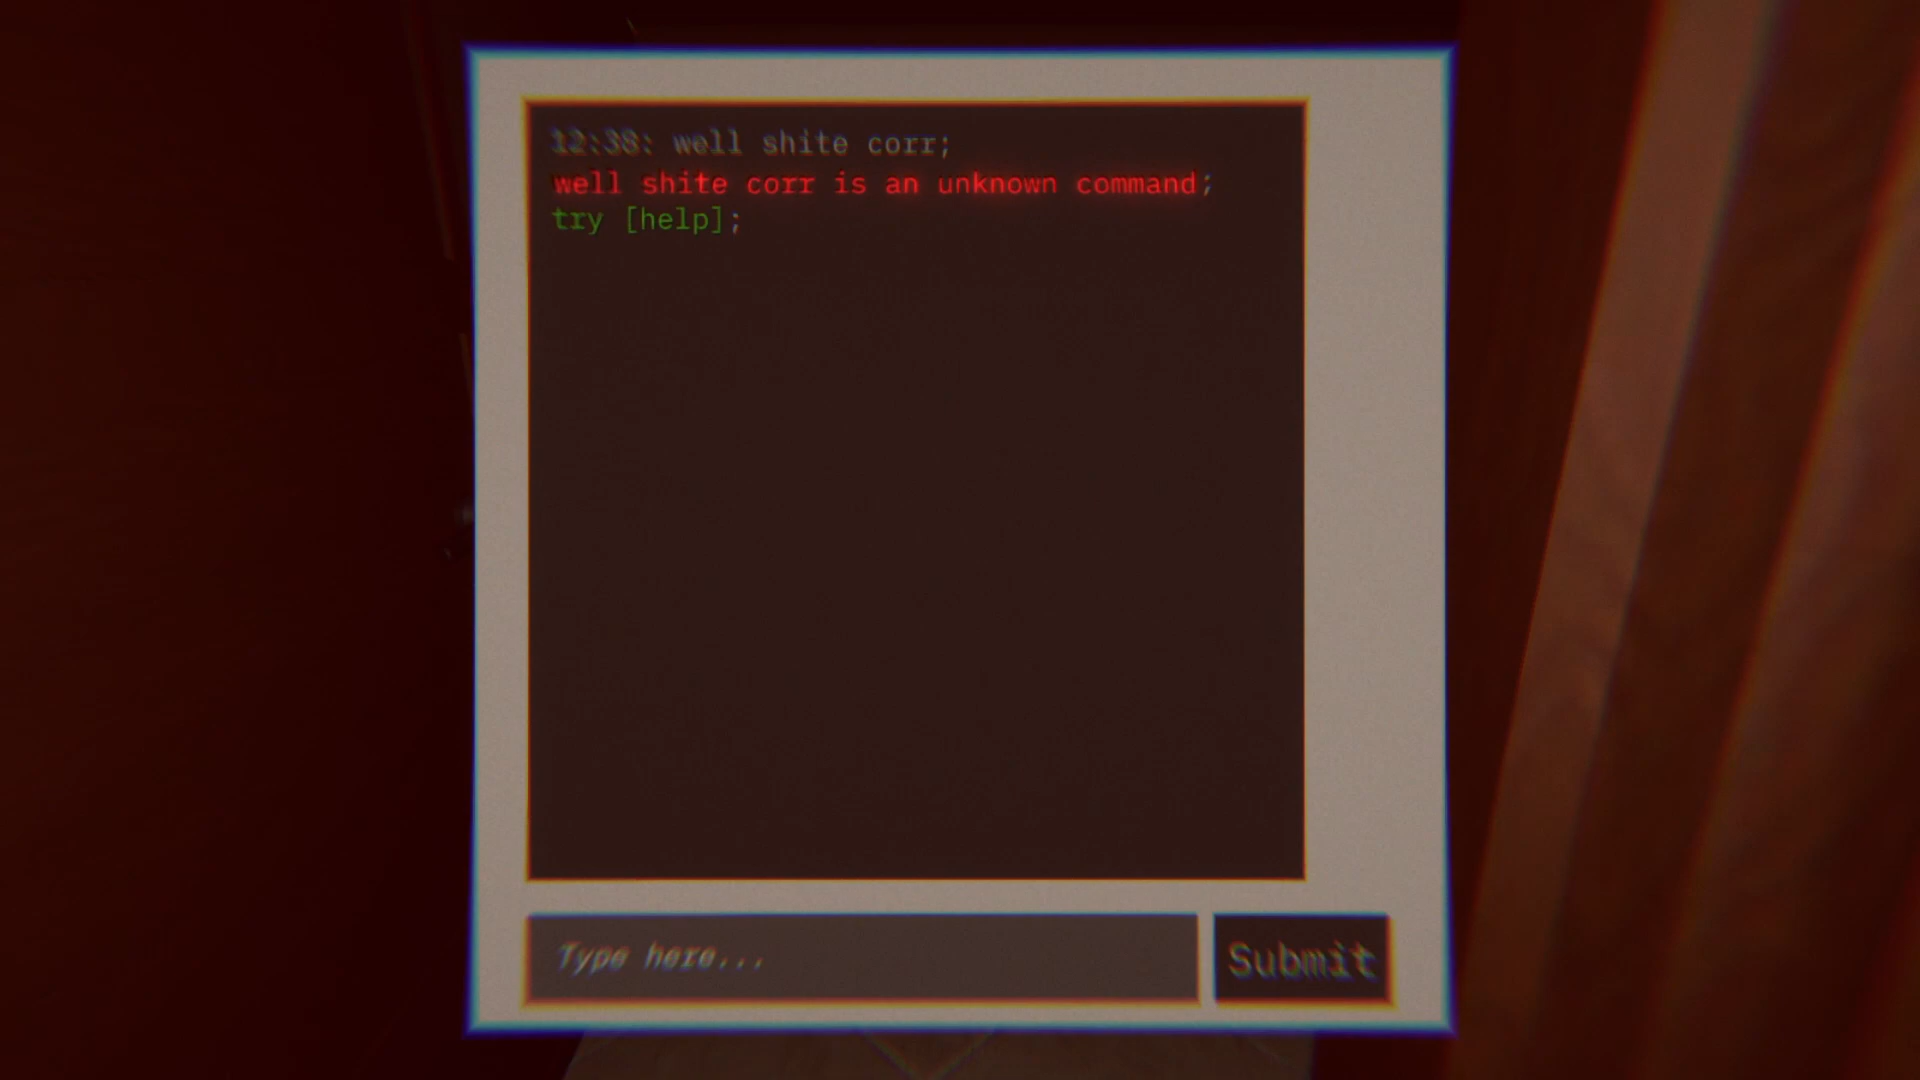 12:38: well shite corr;
well shite corr is an unknown command;
try [help];
Type here...
Submit